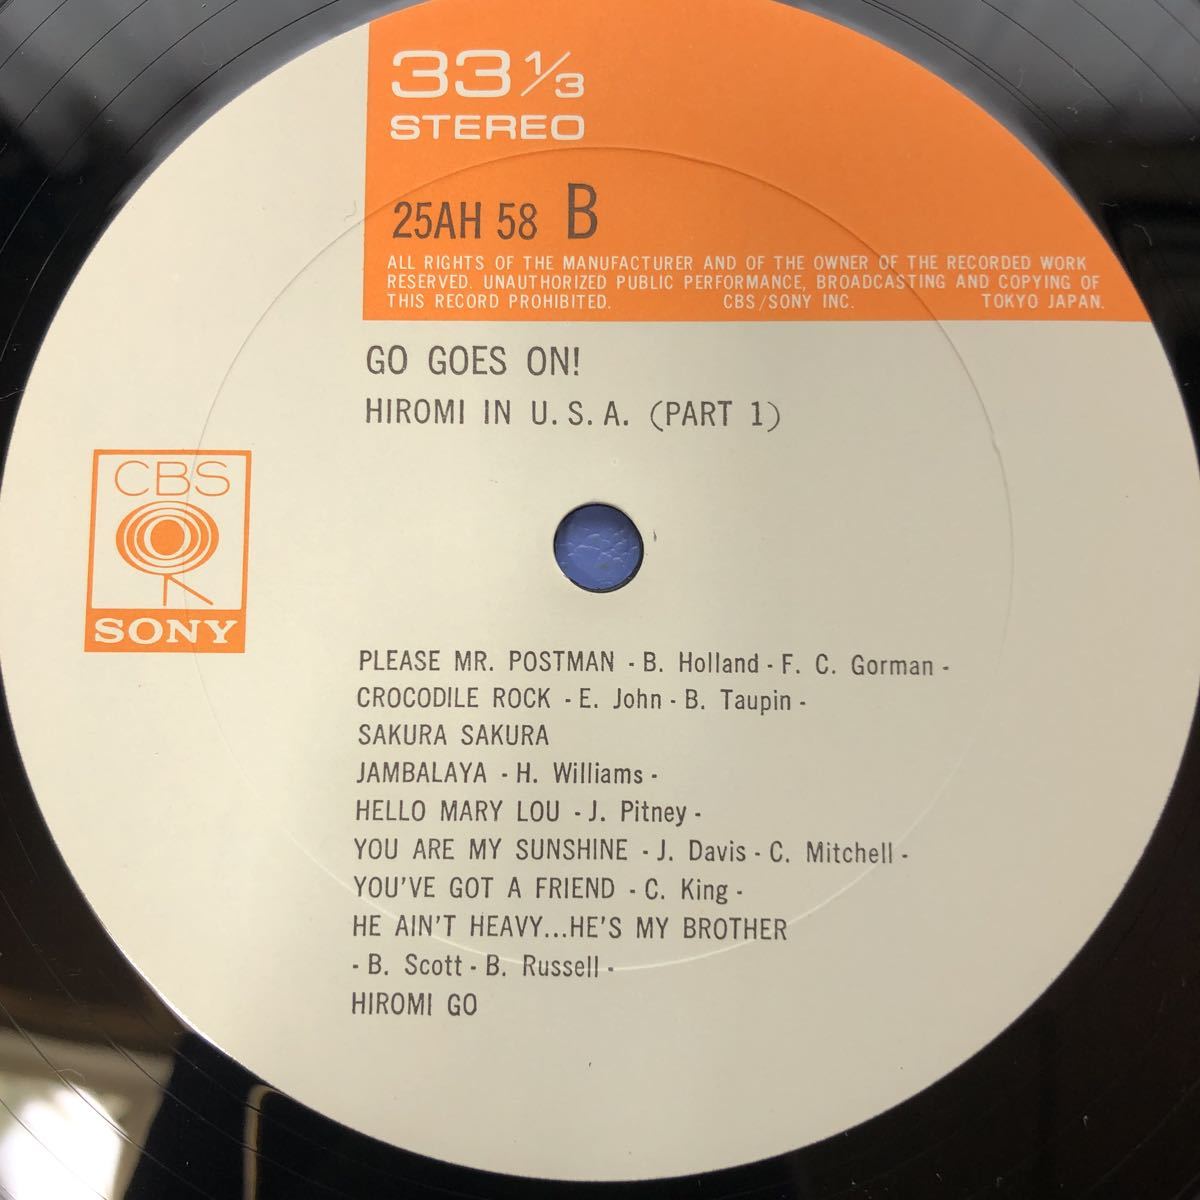 33 1/3
STEREO
25AH 58 B
ALL RIGHTS OF THE MANUFACTURER AND OF THE OWNER OF THE RECORDED WORK
RESERVED. UNAUTHORIZED PUBLIC PERFORMANCE, BROADCASTING AND COPYING OF
THIS RECORD PROHIBITED. CBS/SONY INC. TOKYO JAPAN.
GO GOES ON!
HIROMI IN U. S. A. (PART 1)
CBS
SONY
PLEASE MR. POSTMAN - B. Holland - F. C. Gorman -
CROCODILE ROCK - E. John - B. Taupin -
SAKURA SAKURA
JAMBALAYA - H. Williams -
HELLO MARY LOU - J. Pitney -
YOU ARE MY SUNSHINE - J. Davis - C. Mitchell -
YOU'VE GOT A FRIEND - C. King -
HE AIN'T HEAVY...HE'S MY BROTHER
- B. Scott - B. Russell -
HIROMI GO